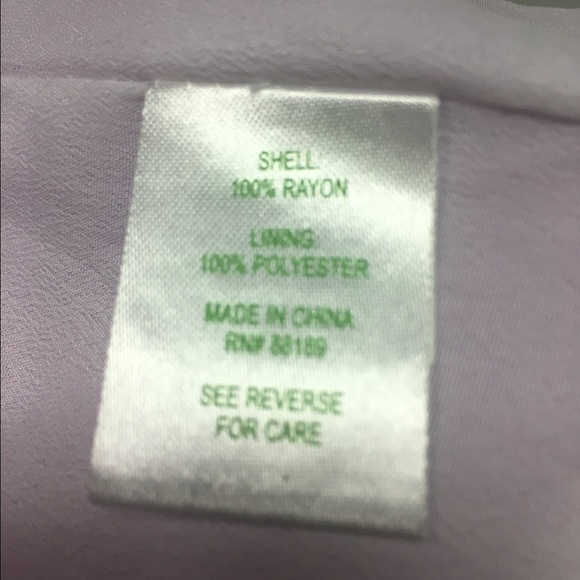 SHELL:
100% RAYON
LINING:
100% POLYESTER
MADE IN CHINA
RN# 88189
SEE REVERSE
FOR CARE